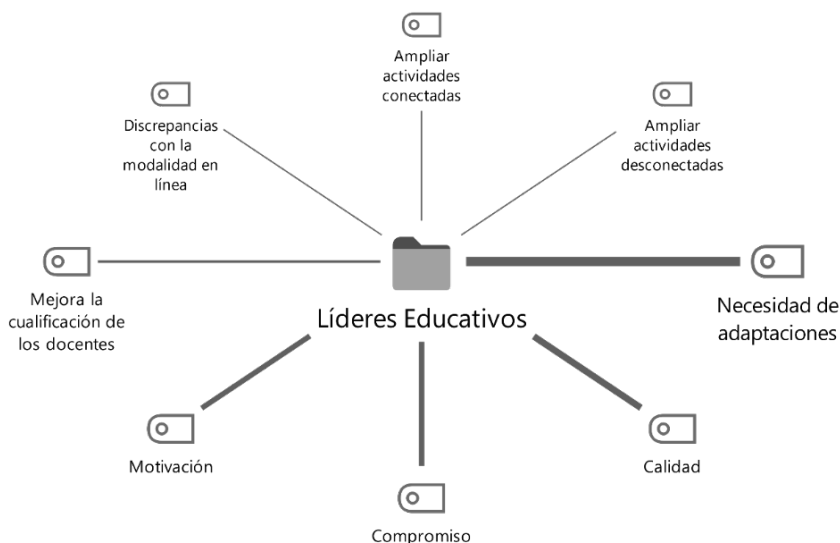 Ampliar
actividades
conectadas
Discrepancias
con la
modalidad en
línea
Ampliar
actividades
desconectadas
Mejora la
cualificación de
los docentes
Líderes Educativos
Necesidad de
adaptaciones
Motivación
Calidad
Compromiso